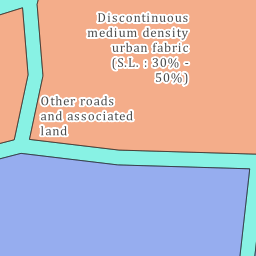 Discontinuous
medium density
urban fabric
(S.L. : 30% -
50%)
Other roads
and associated
land